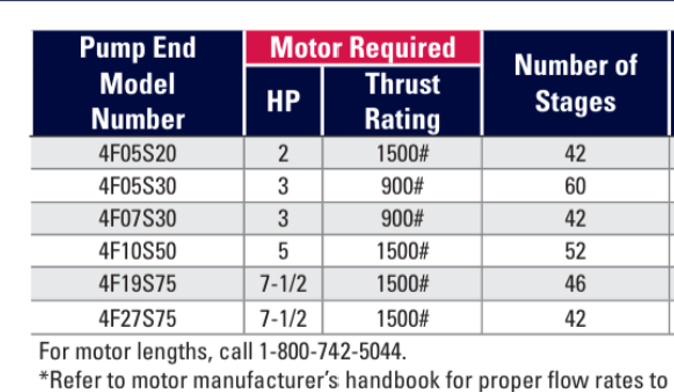 Pump End Model Number Motor Required HP Thrust Rating Number of Stages
4F05S20 2 1500# 42
4F05S30 3 900# 60
4F07S30 3 900# 42
4F10S50 5 1500# 52
4F19S75 7-1/2 1500# 46
4F27S75 7-1/2 1500# 42
For motor lengths, call 1-800-742-5044.
*Refer to motor manufacturer's handbook for proper flow rates to